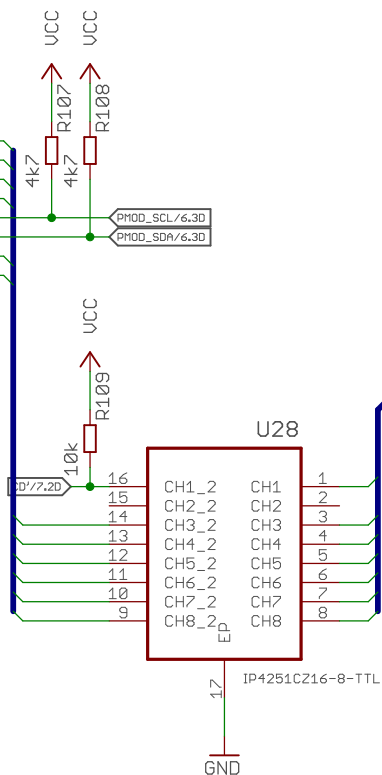 VCC
VCC
R107
R108
4k7
4k7
PMOD_SCL/6.3D
PMOD_SDA/6.3D
VCC
R109
10k
U28
CD'/7.2D
16 CH1_2 CH1 1
15 CH2_2 CH2 2
14 CH3_2 CH3 3
13 CH4_2 CH4 4
12 CH5_2 CH5 5
11 CH6_2 CH6 6
10 CH7_2 CH7 7
9 CH8_2 CH8 8
EP
17
IP4251CZ16-8-TTL
GND